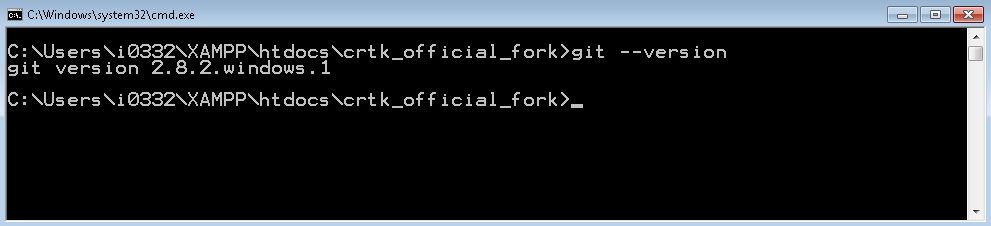 C:\Windows\system32\cmd.exe
C:\Users\i0332\XAMPP\htdocs\crtk_official_fork>git --version
git version 2.8.2.windows.1
C:\Users\i0332\XAMPP\htdocs\crtk_official_fork>_